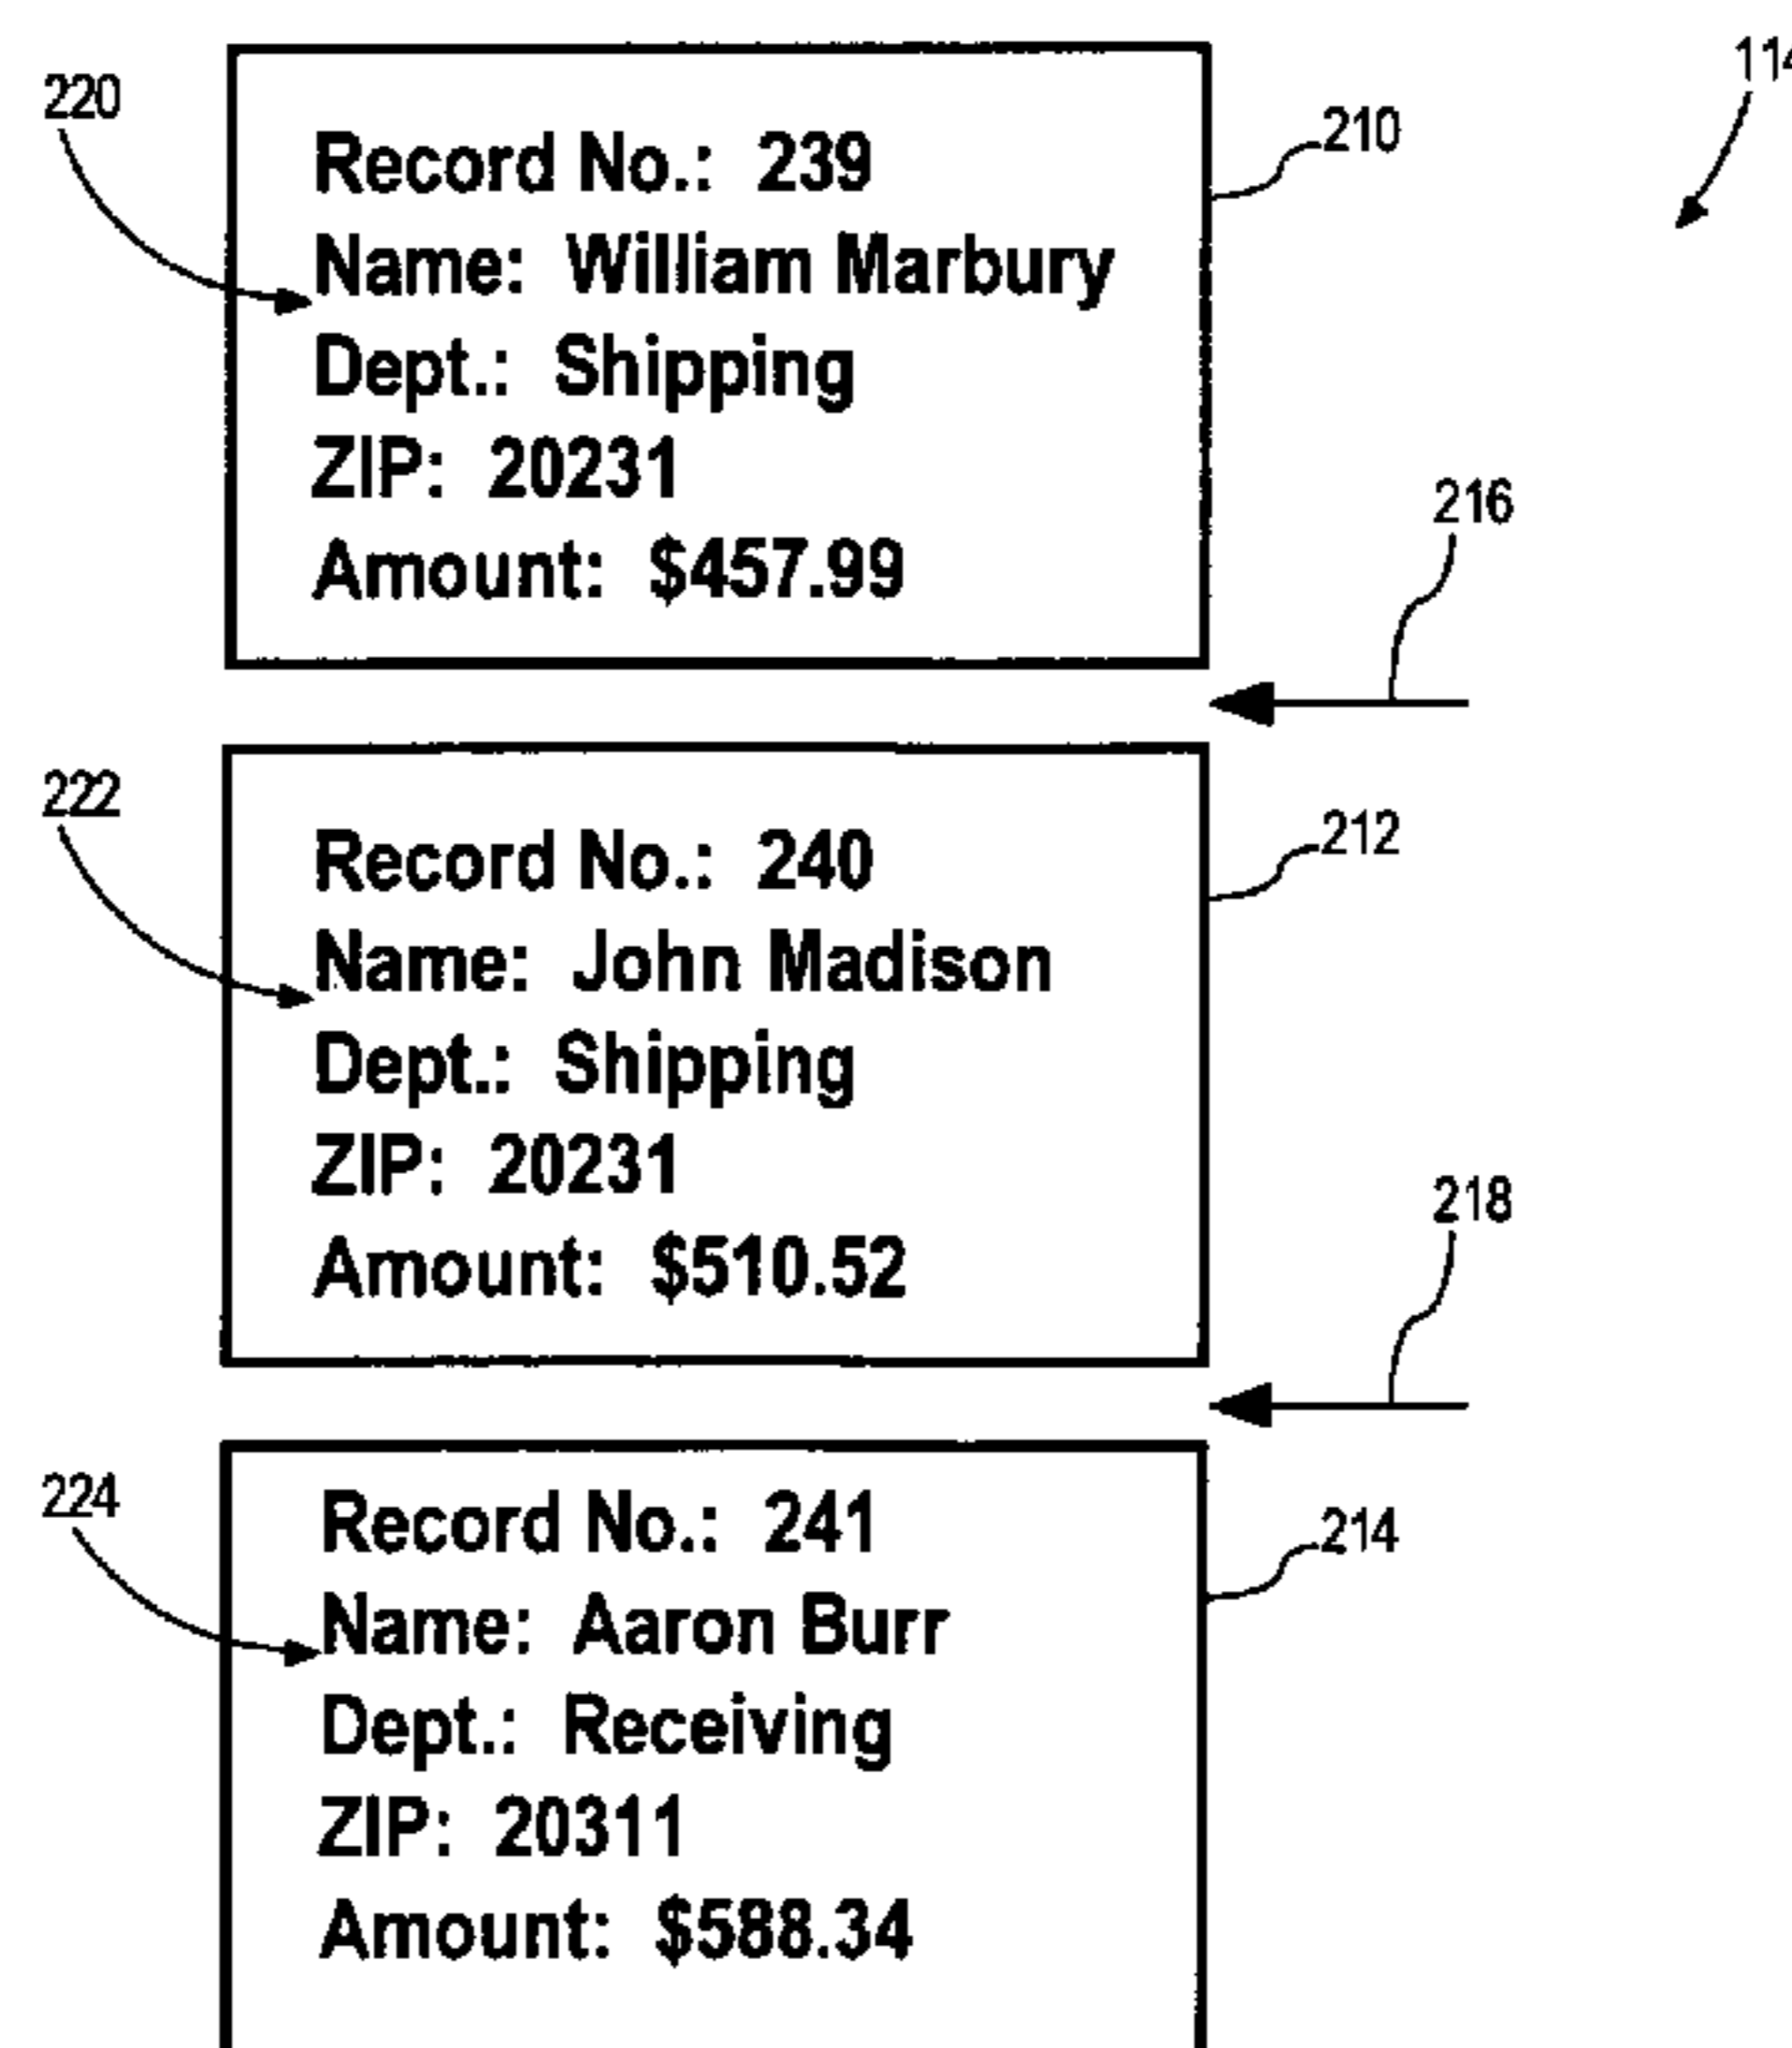 114
220
210
Record No.: 239
Name: William Marbury
Dept.: Shipping
ZIP: 20231
Amount: $457.99
216
222
212
Record No.: 240
Name: John Madison
Dept.: Shipping
ZIP: 20231
Amount: $510.52
218
224
214
Record No.: 241
Name: Aaron Burr
Dept.: Receiving
ZIP: 20311
Amount: $588.34